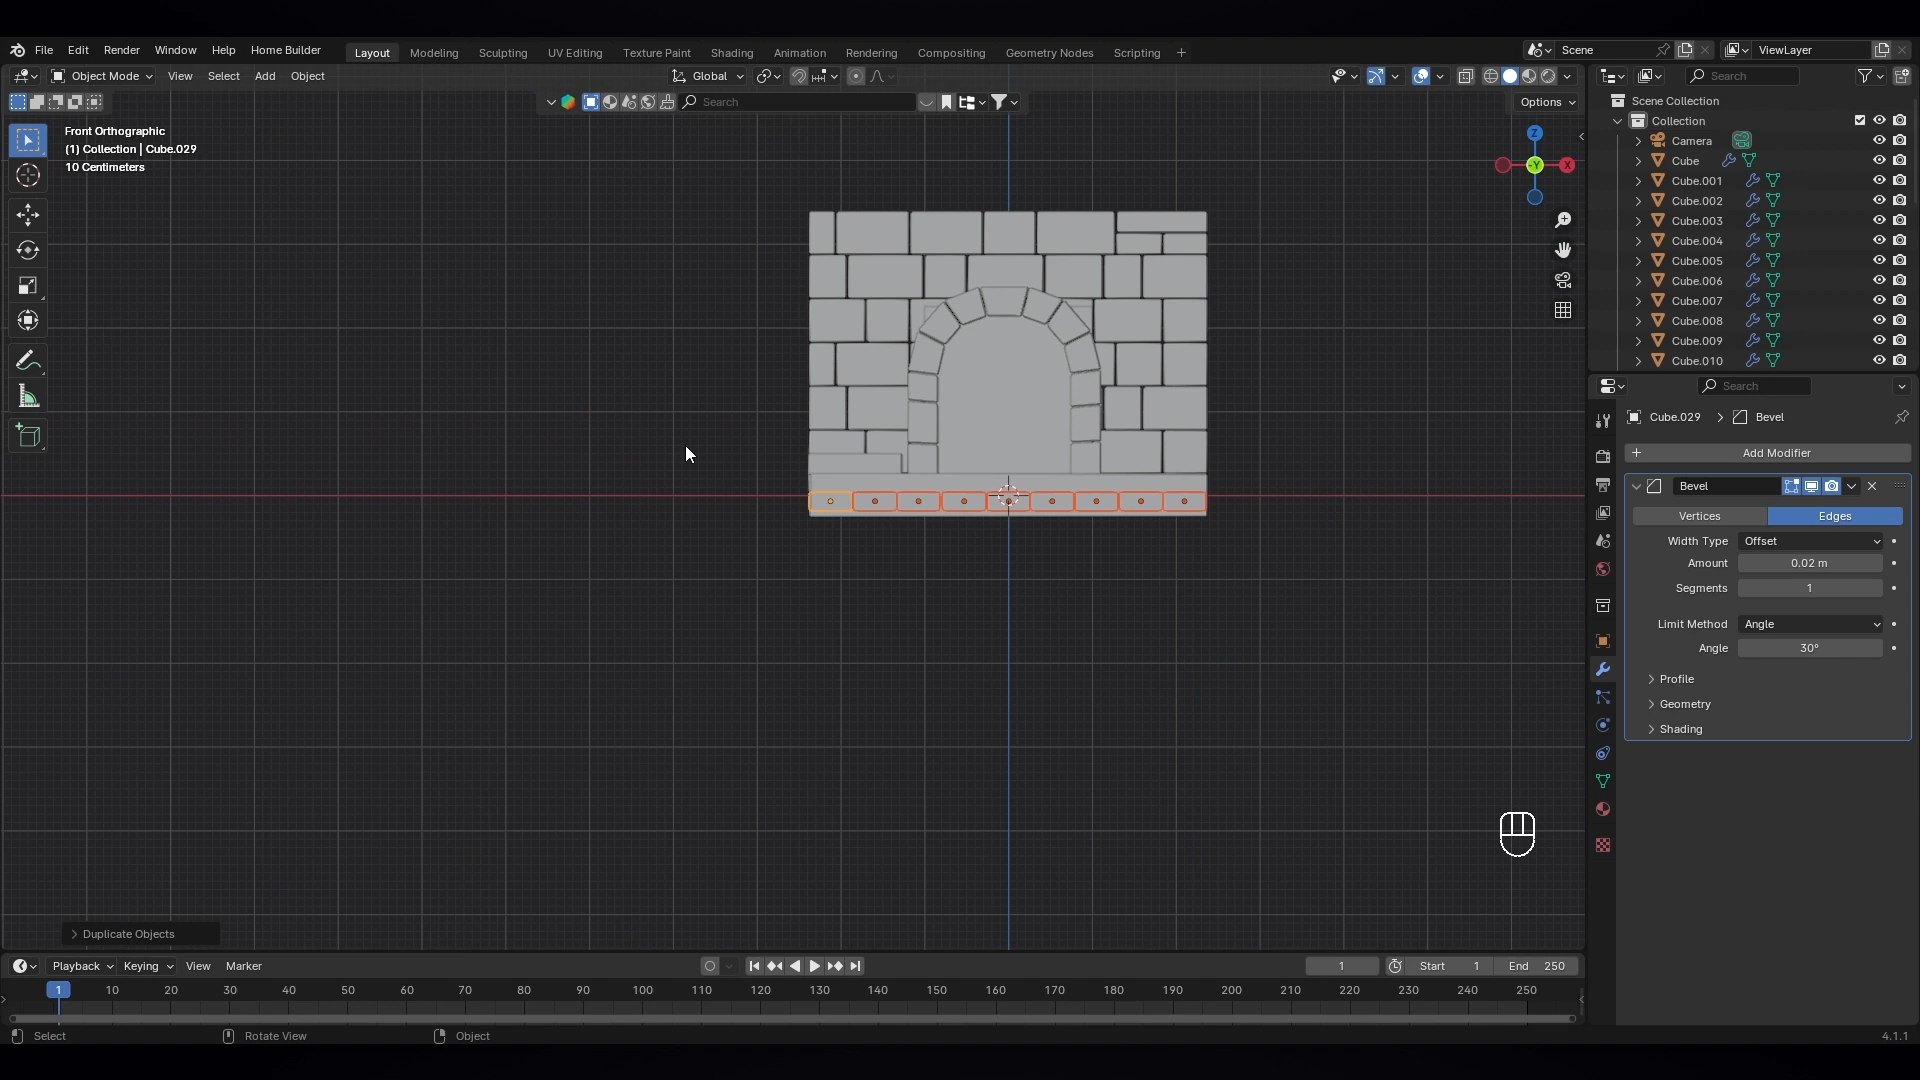 File Edit Render Window Help Home Builder Layout Modeling Sculpting UV Editing Texture Paint Shading Animation Rendering Compositing Geometry Nodes Scripting + Scene ViewLayer
Object Mode View Select Add Object Global Search
Search Options
Front Orthographic
(1) Collection | Cube.029
10 Centimeters
Z
-Y X
Scene Collection
Collection
Camera
Cube
Cube.001
Cube.002
Cube.003
Cube.004
Cube.005
Cube.006
Cube.007
Cube.008
Cube.009
Cube.010
Search
Cube.029 > Bevel
+ Add Modifier
Bevel
Vertices Edges
Width Type Offset
Amount 0.02 m
Segments 1
Limit Method Angle
Angle 30°
Profile
Geometry
Shading
Duplicate Objects
Playback Keying View Marker 1 Start 1 End 250
1 10 20 30 40 50 60 70 80 90 100 110 120 130 140 150 160 170 180 190 200 210 220 230 240 250
Select Rotate View Object 4.1.1